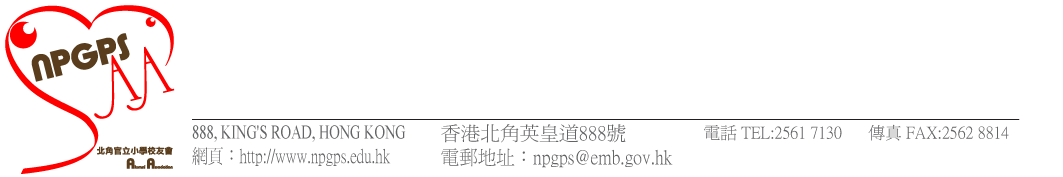 NPGPS
AA
北角官立小學校友會
Alumni Association
888, KING'S ROAD, HONG KONG 香港北角英皇道888號 電話 TEL:2561 7130 傳真 FAX:2562 8814
網頁：http://www.npgps.edu.hk 電郵地址：npgps@emb.gov.hk